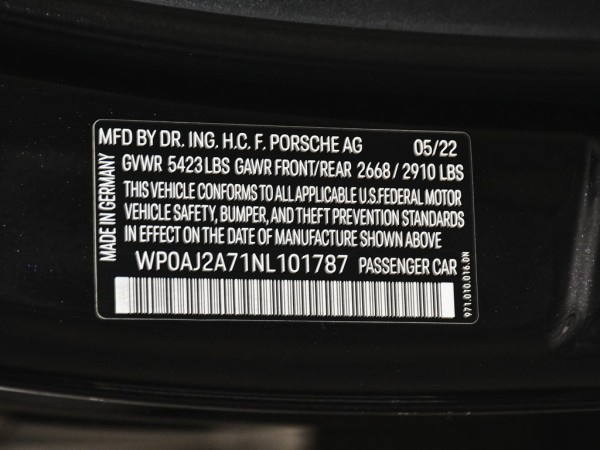 MFD BY DR. ING. H.C. F. PORSCHE AG 05/22
GVWR 5423 LBS GAWR FRONT/REAR 2668/2910 LBS
THIS VEHICLE CONFORMS TO ALL APPLICABLE U.S.FEDERAL MOTOR
VEHICLE SAFETY, BUMPER, AND THEFT PREVENTION STANDARDS
IN EFFECT ON THE DATE OF MANUFACTURE SHOWN ABOVE
WP0AJ2A71NL101787 PASSENGER CAR
MADE IN GERMANY
971.010.016.DN